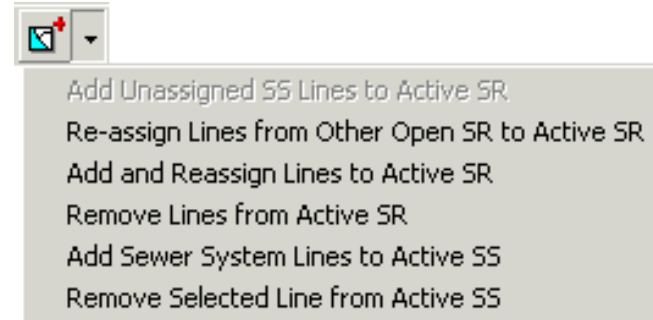 Add Unassigned SS Lines to Active SR
Re-assign Lines from Other Open SR to Active SR
Add and Reassign Lines to Active SR
Remove Lines from Active SR
Add Sewer System Lines to Active SS
Remove Selected Line from Active SS